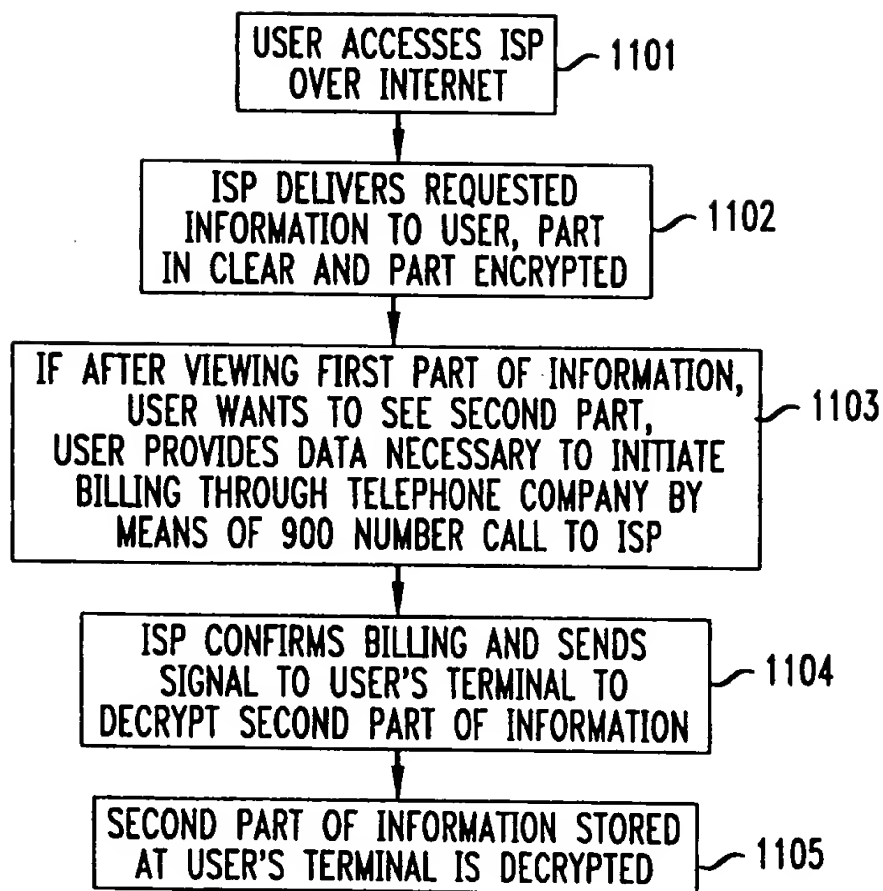 USER ACCESSES ISP
OVER INTERNET
1101
ISP DELIVERS REQUESTED
INFORMATION TO USER, PART
IN CLEAR AND PART ENCRYPTED
1102
IF AFTER VIEWING FIRST PART OF INFORMATION,
USER WANTS TO SEE SECOND PART,
USER PROVIDES DATA NECESSARY TO INITIATE
BILLING THROUGH TELEPHONE COMPANY BY
MEANS OF 900 NUMBER CALL TO ISP
1103
ISP CONFIRMS BILLING AND SENDS
SIGNAL TO USER'S TERMINAL TO
DECRYPT SECOND PART OF INFORMATION
1104
SECOND PART OF INFORMATION STORED
AT USER'S TERMINAL IS DECRYPTED
1105